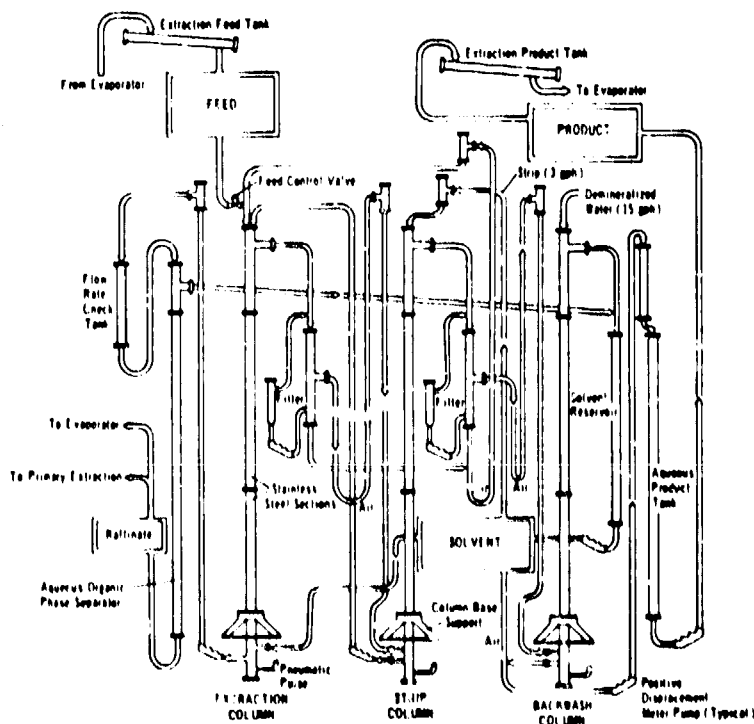 Extraction Feed Tank
From Evaporator
FEED
Extraction Product Tank
To Evaporator
PRODUCT
Feed Control Valve
Strip (3 gph)
Demineralized
Water (15 gph)
Flow
Rate
Check
Tank
Filter
Filter
Solvent
Reservoir
To Evaporator
To Primary Extraction
Stainless
Steel Sections
Air
Air
Aqueous
Product
Tank
Raffinate
SOLVENT
Aqueous Organic
Phase Separator
Column Base
Support
Air
Pneumatic
Pulse
EXTRACTION
COLUMN
STRIP
COLUMN
BACKWASH
COLUMN
Positive
Displacement
Meter Pump (Typical)